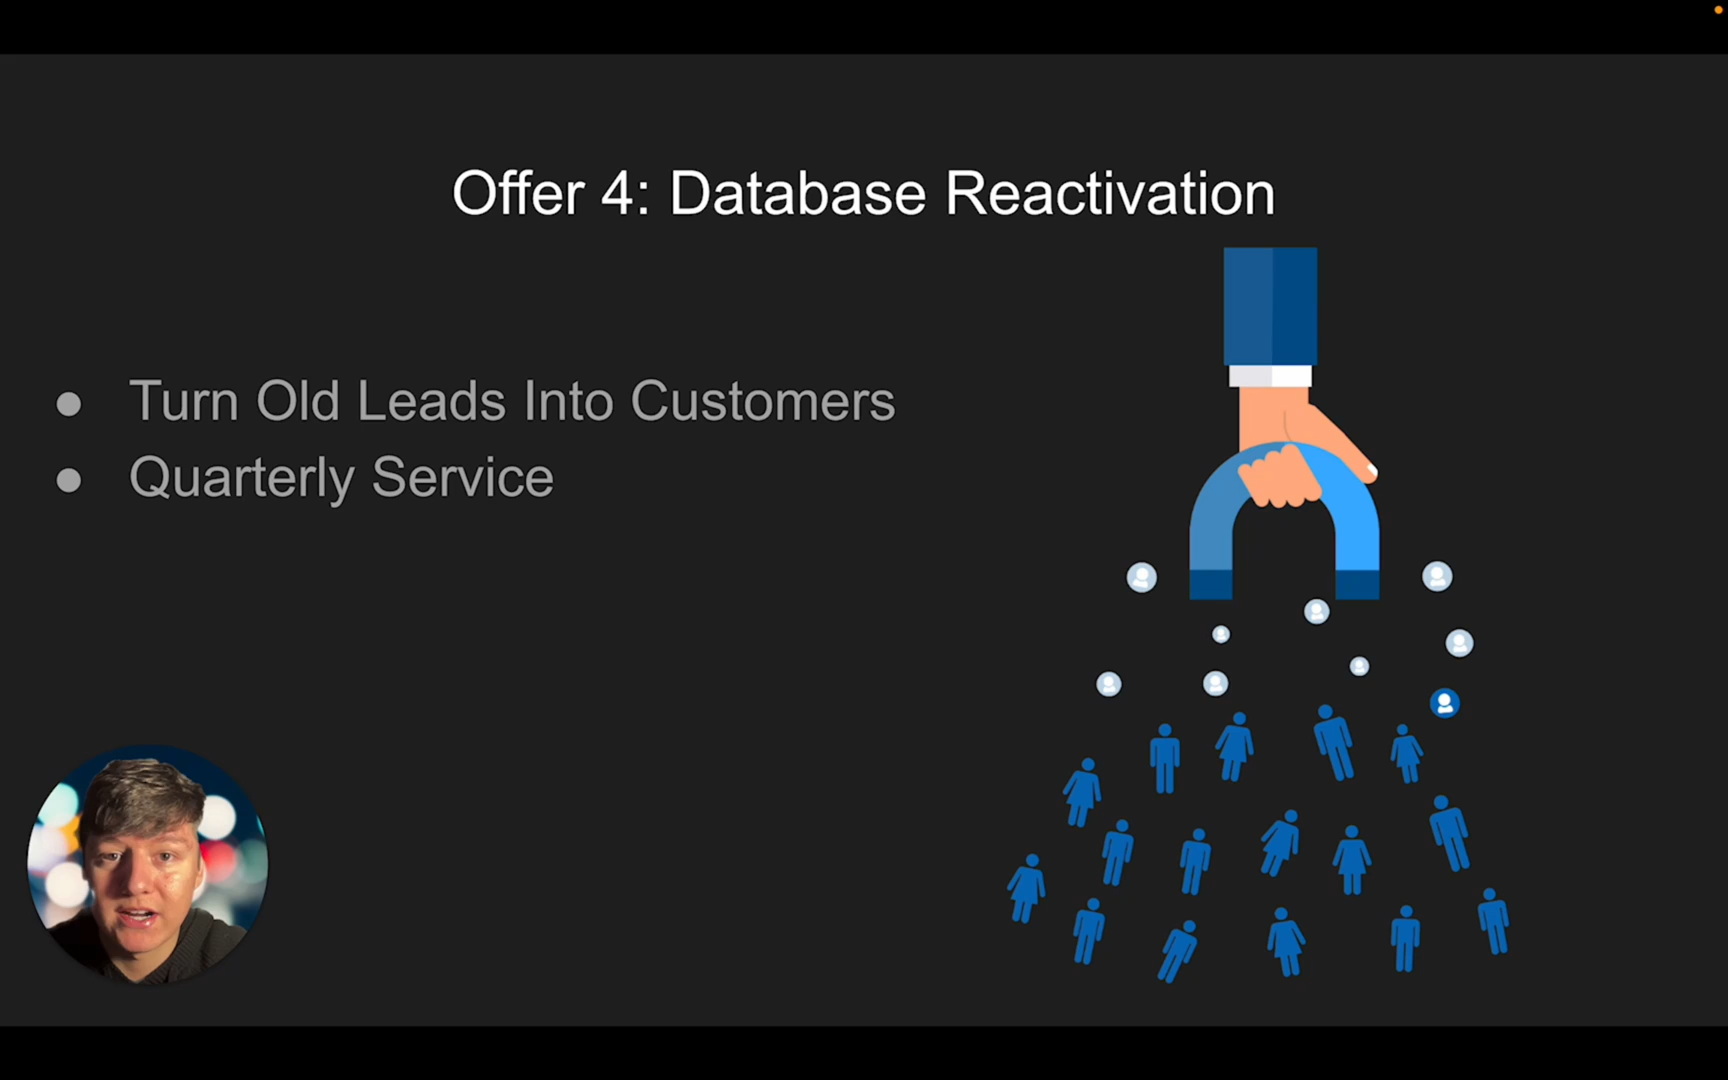 Offer 4: Database Reactivation
● Turn Old Leads Into Customers
● Quarterly Service